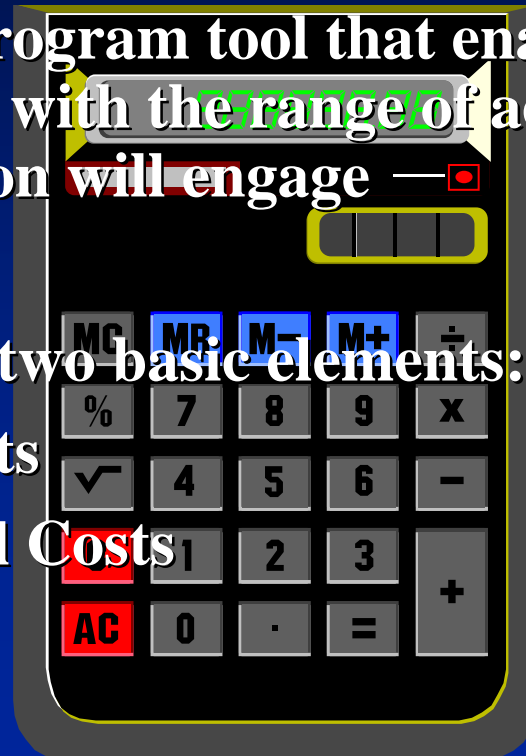 rogram tool that ena
with the range of a
on will engage
two basic elements:
ts
l Costs
MC MR M− M+ ÷
% 7 8 9 x
√ 4 5 6 −
1 2 3 +
AC 0 . =